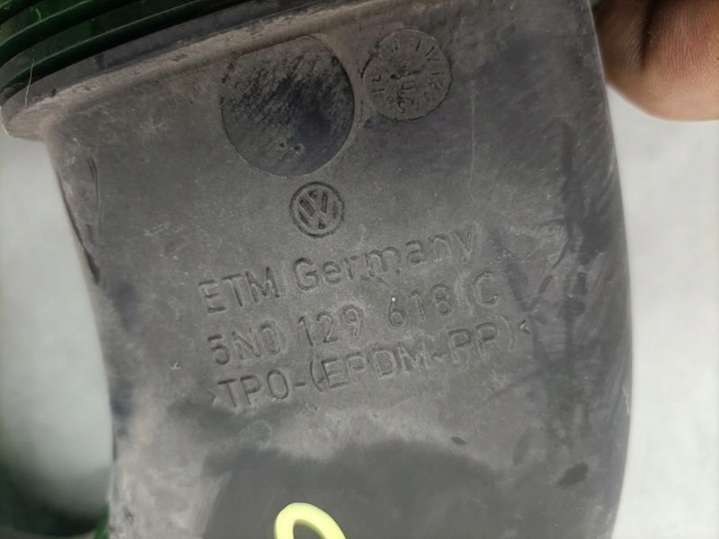 ETM Germany
5N0 129 618 C
>TPO-(EPDM-PP)<